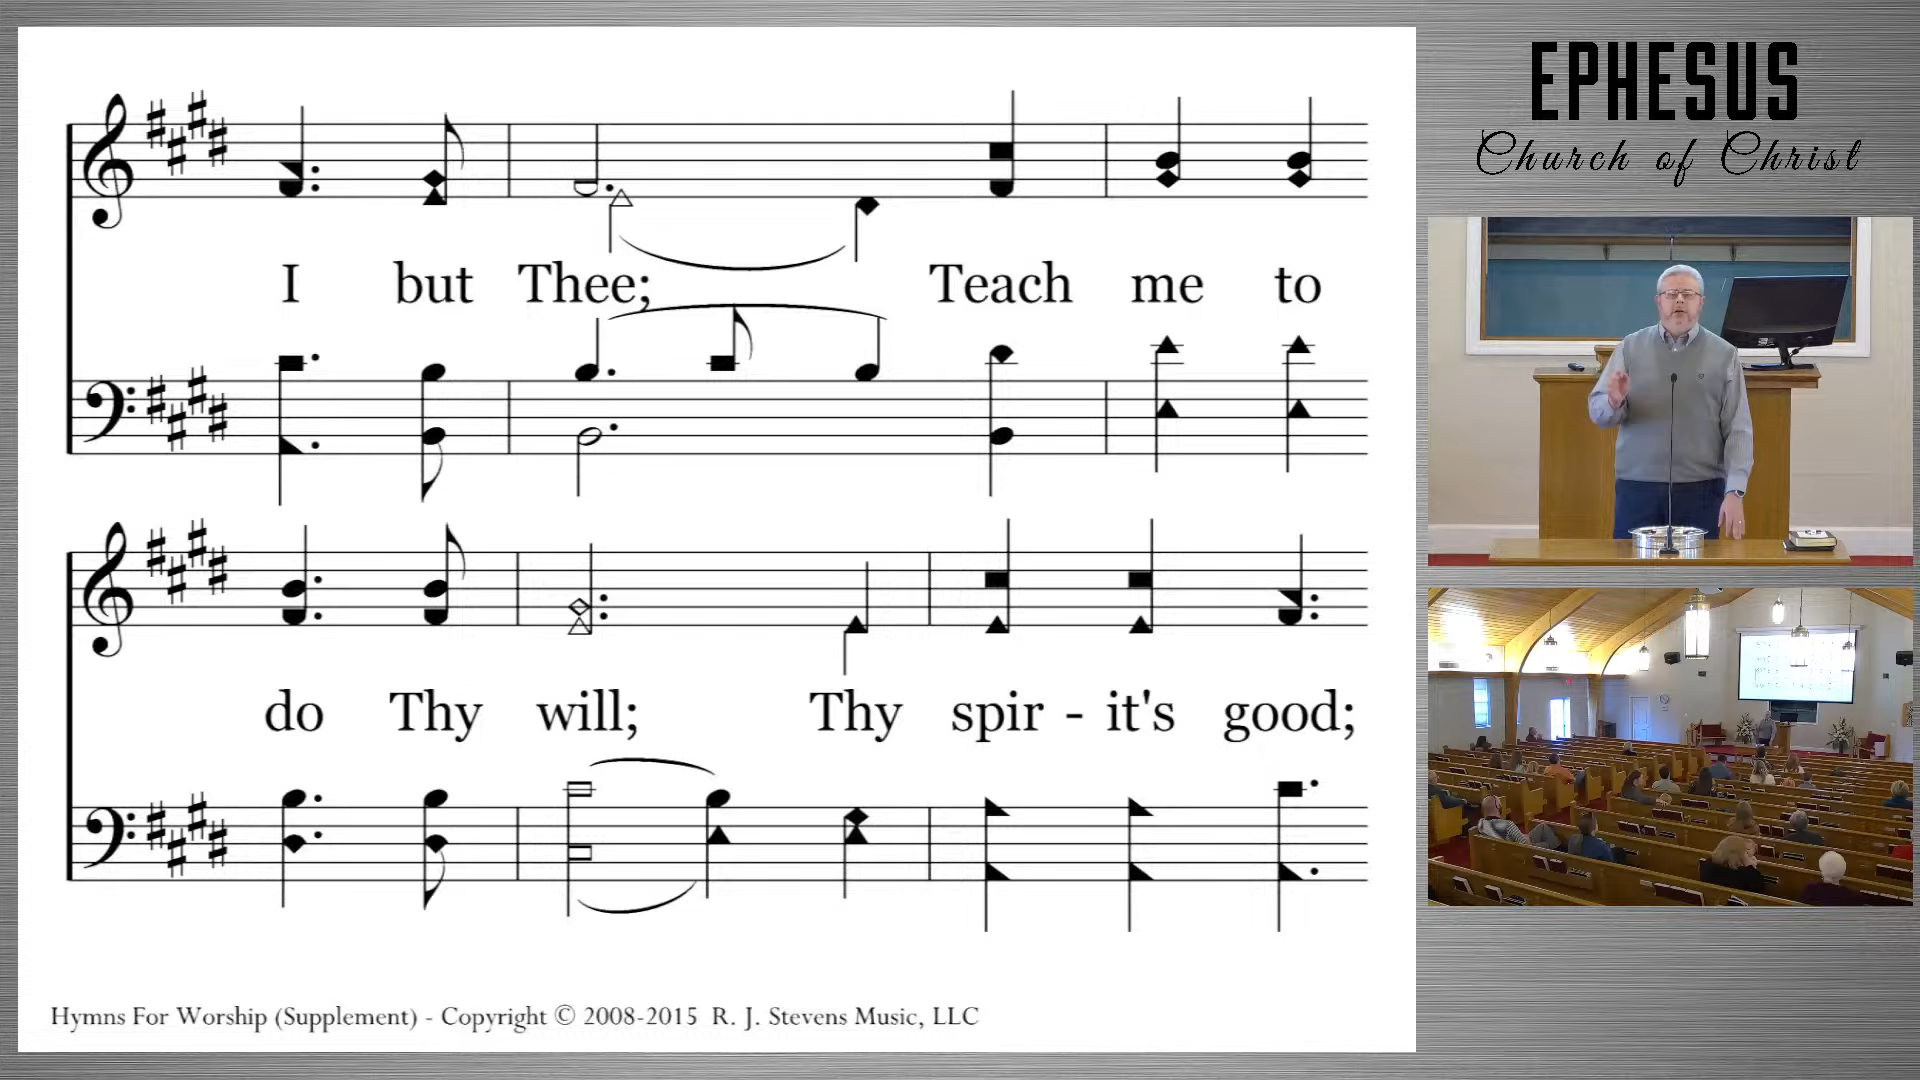 I but Thee; Teach me to
do Thy will; Thy spir - it's good;
Hymns For Worship (Supplement) - Copyright © 2008-2015 R. J. Stevens Music, LLC
EPHESUS
Church of Christ